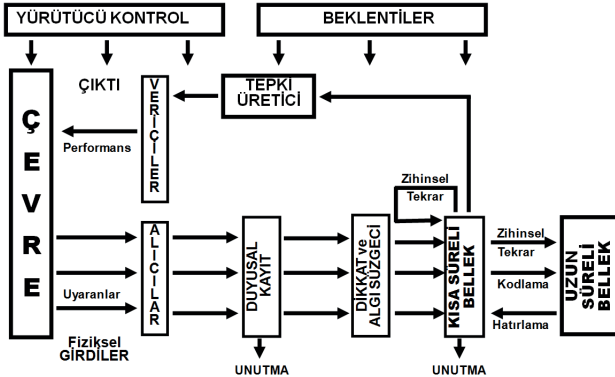 YÜRÜTÜCÜ KONTROL
BEKLENTİLER
ÇEVRE
ÇIKTI
VERİCİLER
TEPKİ
ÜRETİCİ
Performans
Zihinsel
Tekrar
ALICILAR
DUYUSAL
KAYIT
DİKKAT ve
ALGI SÜZGECİ
KISA SÜRELİ
BELLEK
Zihinsel
Tekrar
Kodlama
Hatırlama
UZUN
SÜRELİ
BELLEK
Uyaranlar
Fiziksel
GİRDİLER
UNUTMA
UNUTMA